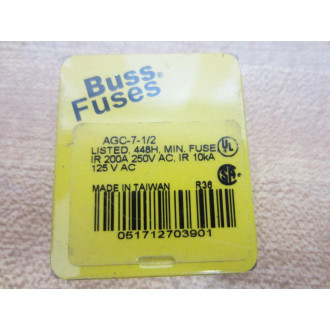 Buss®
Fuses
AGC-7-1/2
LISTED, 448H, MIN. FUSE
IR 200A 250V AC, IR 10kA
125 V AC
MADE IN TAIWAN R36
051712703901